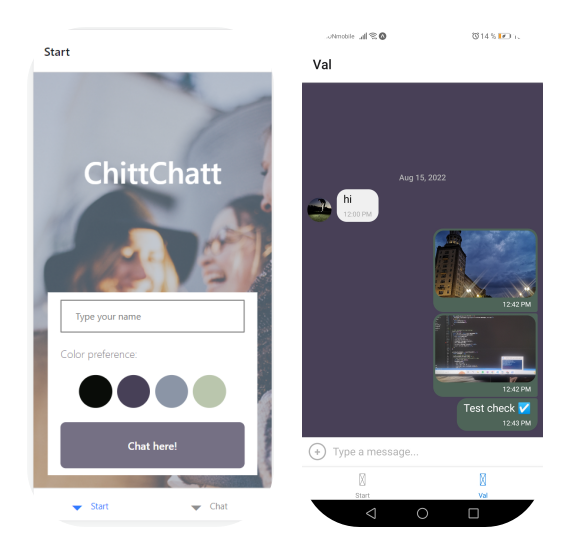 Start
ChittChatt
Type your name
Color preference:
Chat here!
Start
Chat
14 %
Val
Aug 15, 2022
hi
12:00 PM
12:42 PM
12:42 PM
Test check ☑
12:43 PM
Type a message...
Start
Val